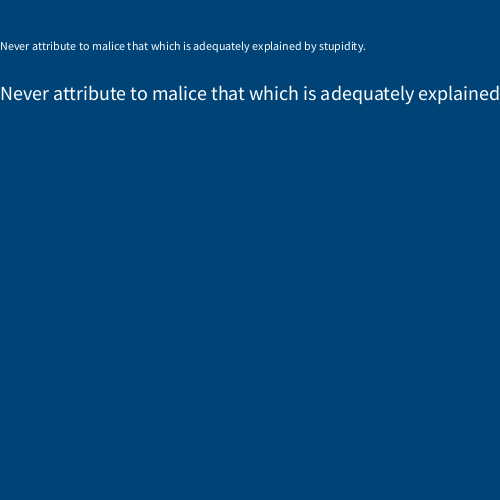 Never attribute to malice that which is adequately explained by stupidity.
Never attribute to malice that which is adequately explained